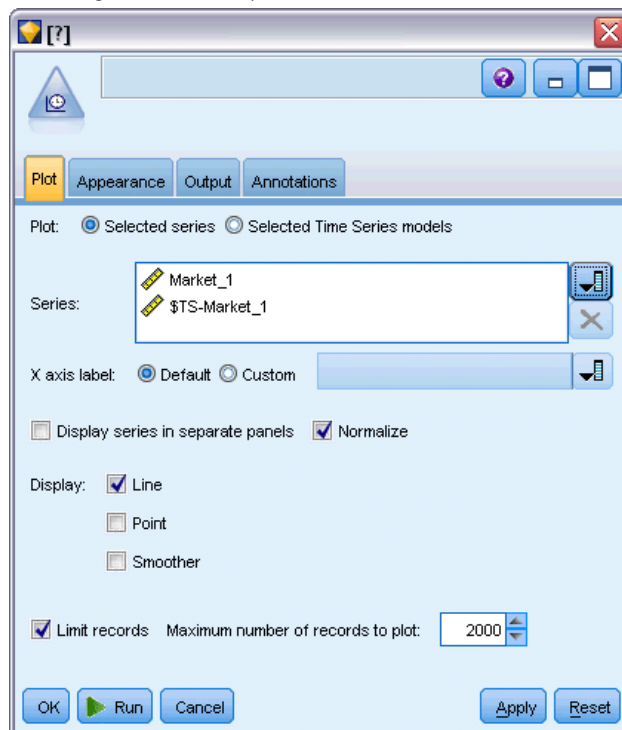 [?]
Plot Appearance Output Annotations
Plot: Selected series Selected Time Series models
Series:
Market_1
$TS-Market_1
X axis label: Default Custom
Display series in separate panels Normalize
Display: Line
Point
Smoother
Limit records Maximum number of records to plot: 2000
OK Run Cancel Apply Reset